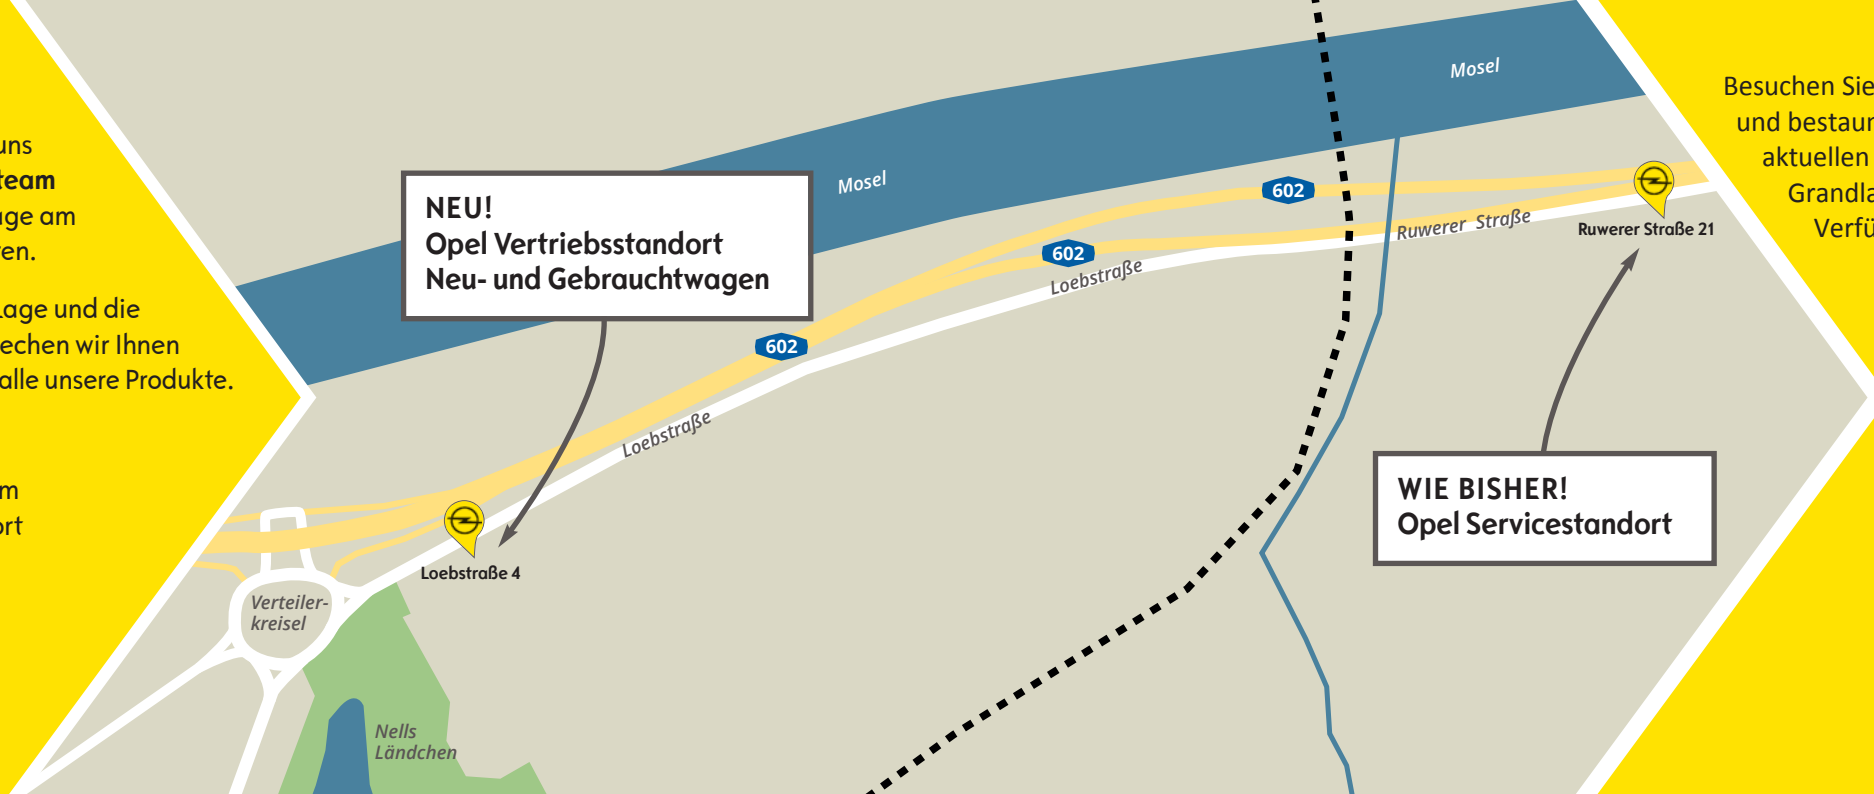 uns
team
ge am
en.
Lage und die
echen wir Ihnen
alle unsere Produkte.
m
ort
NEU!
Opel Vertriebsstandort
Neu- und Gebrauchtwagen
Mosel
Mosel
602
602
602
Loebstraße
Loebstraße
Ruwerer Straße
Ruwerer Straße 21
Loebstraße 4
Verteiler-
kreisel
Nells
Ländchen
WIE BISHER!
Opel Servicestandort
Besuchen Sie
und bestaun
aktuellen
Grandla
Verfü